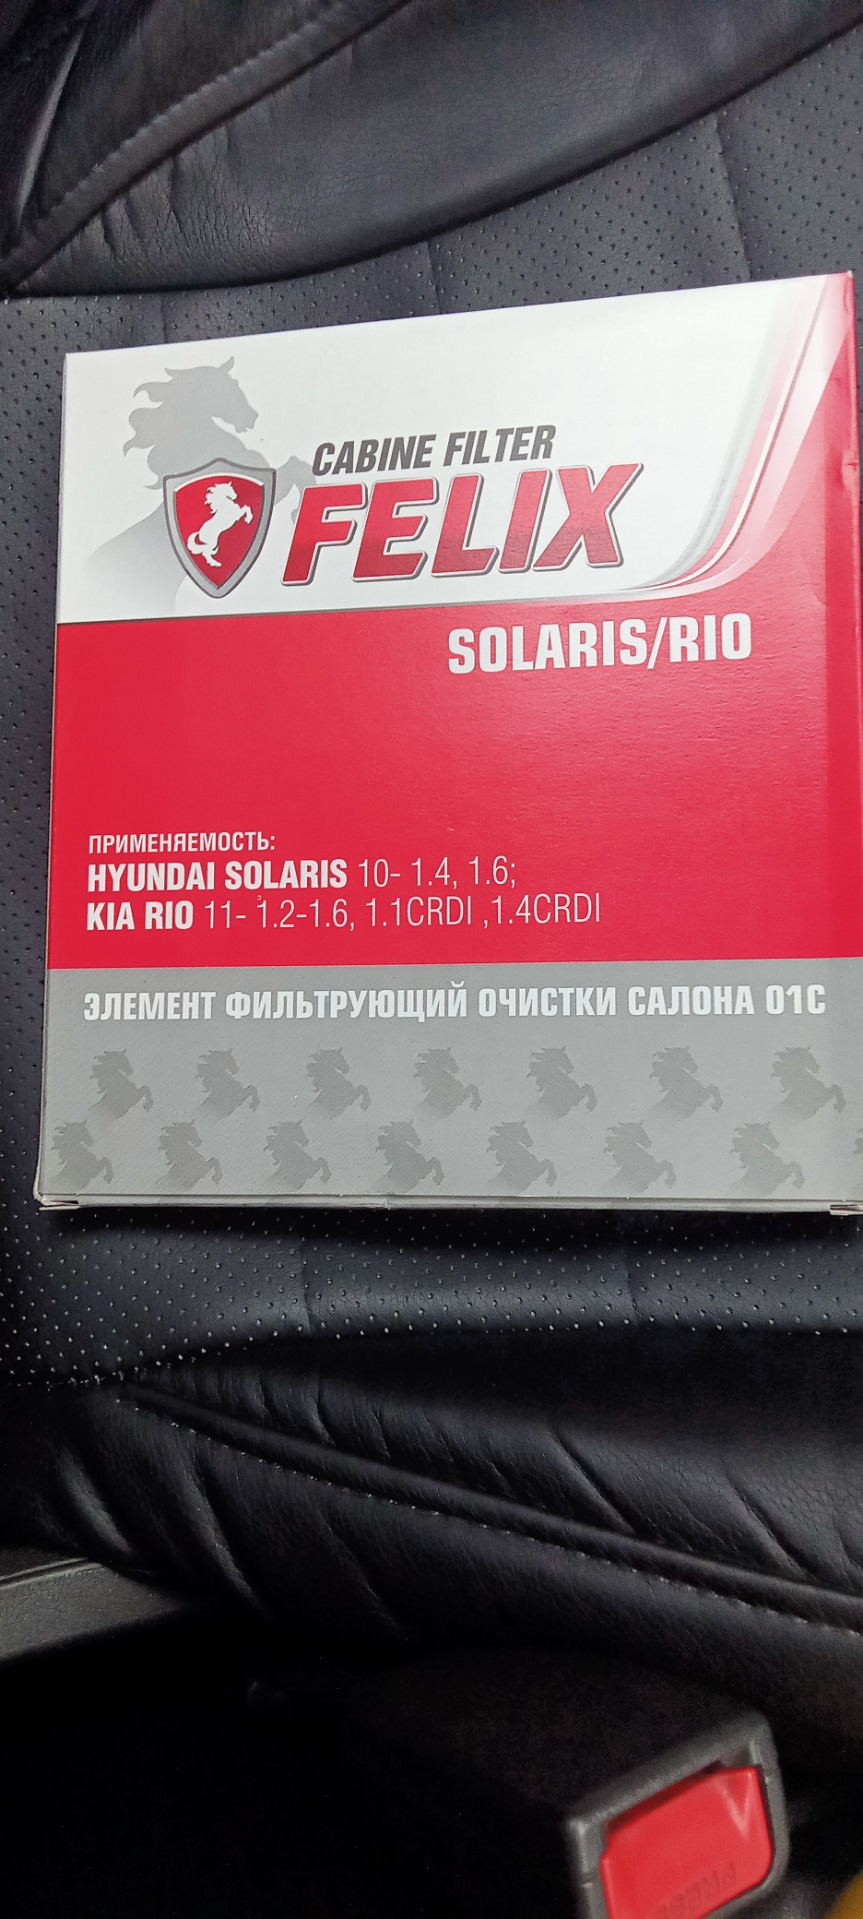 CABINE FILTER
FELIX
SOLARIS/RIO
ПРИМЕНЯЕМОСТЬ:
HYUNDAI SOLARIS 10- 1.4, 1.6;
KIA RIO 11- 1.2-1.6, 1.1CRDI ,1.4CRDI
ЭЛЕМЕНТ ФИЛЬТРУЮЩИЙ ОЧИСТКИ САЛОНА 01С
PRESS